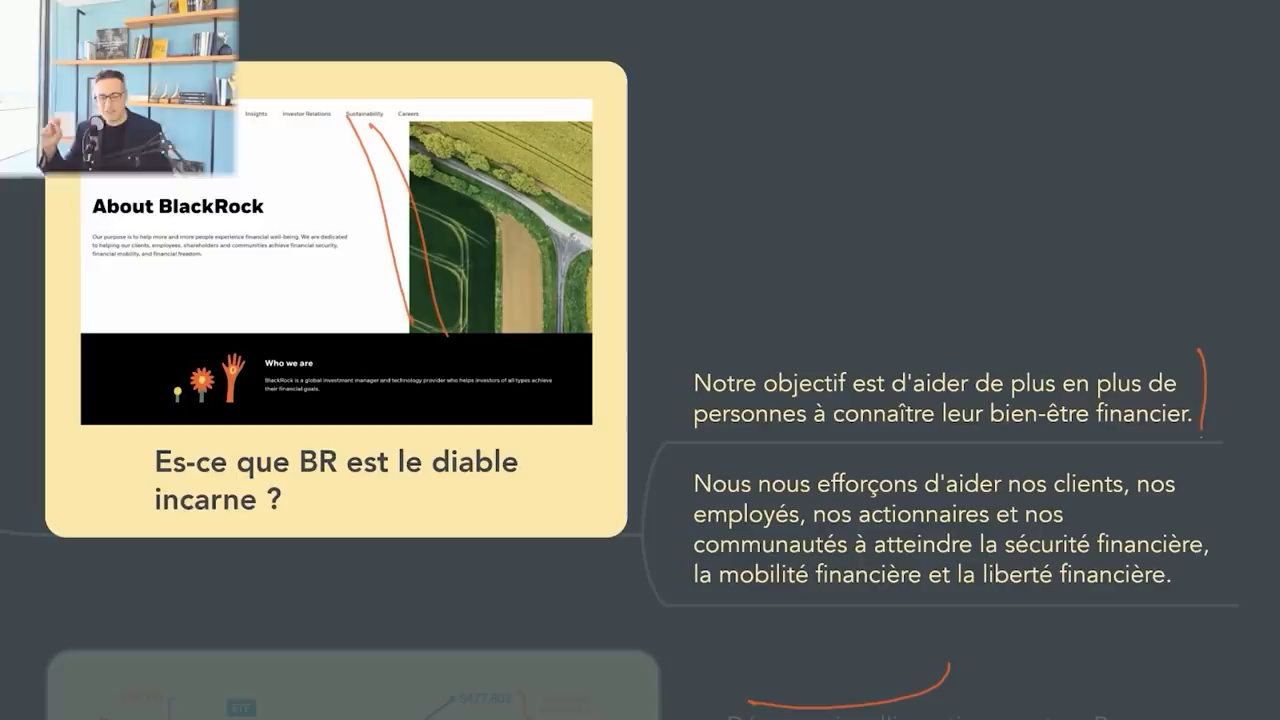 Insights Investor Relations Sustainability Careers
About BlackRock
Our purpose is to help more and more people experience financial well-being. We are dedicated
to helping our clients, employees, shareholders and communities achieve financial security,
financial mobility, and financial freedom.
Who we are
BlackRock is a global investment manager and technology provider who helps investors of all types achieve
their financial goals.
Es-ce que BR est le diable
incarne ?
Notre objectif est d'aider de plus en plus de
personnes à connaître leur bien-être financier.
Nous nous efforçons d'aider nos clients, nos
employés, nos actionnaires et nos
communautés à atteindre la sécurité financière,
la mobilité financière et la liberté financière.
ETF